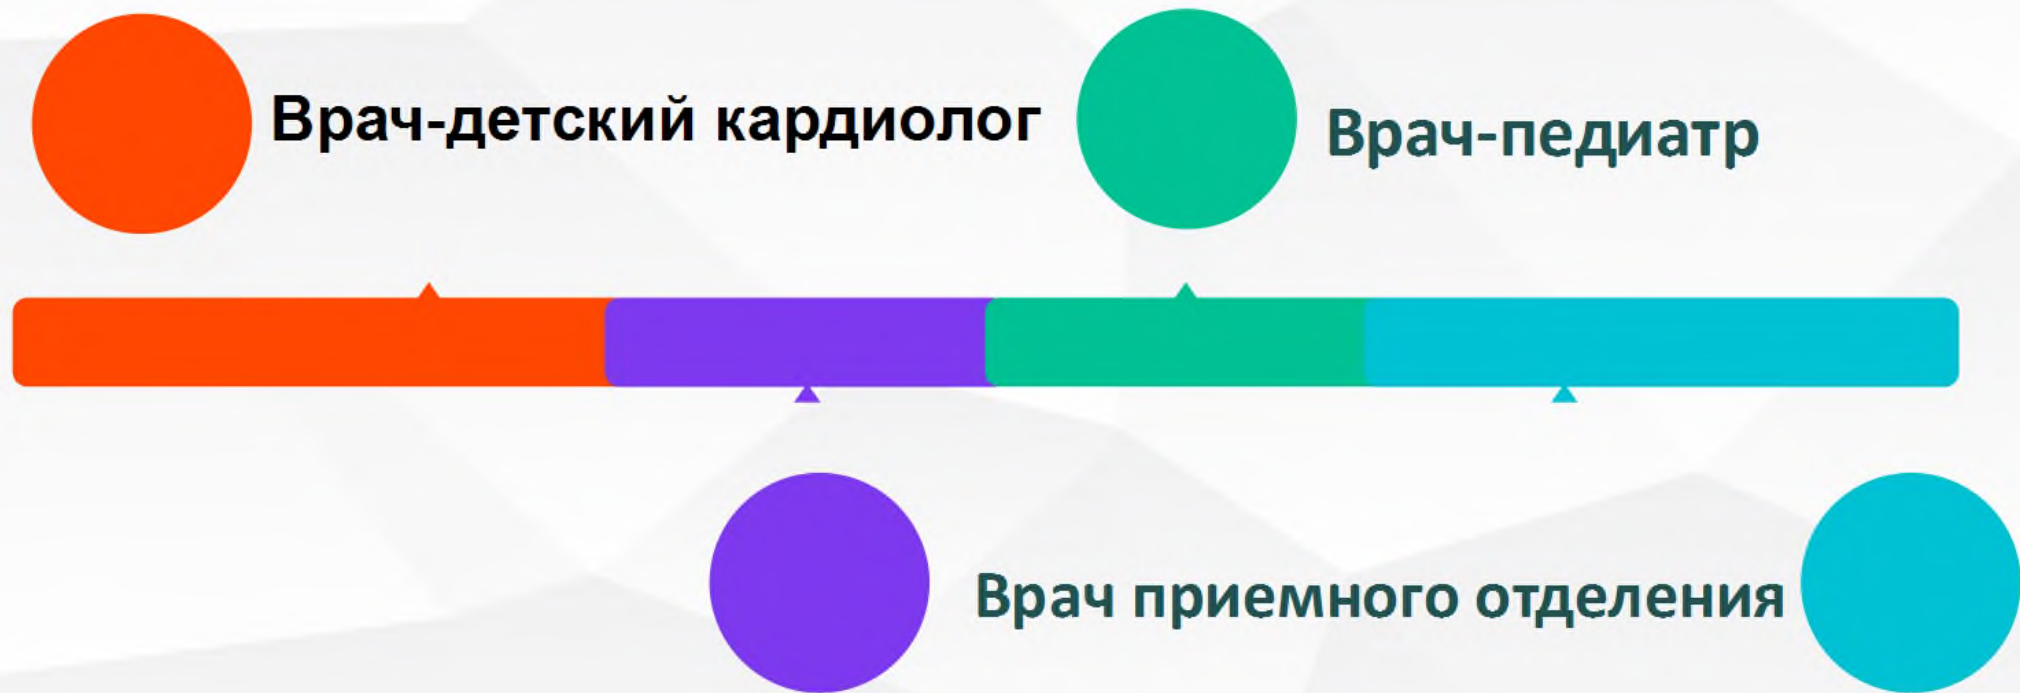 Врач-детский кардиолог
Врач-педиатр
Врач приемного отделения